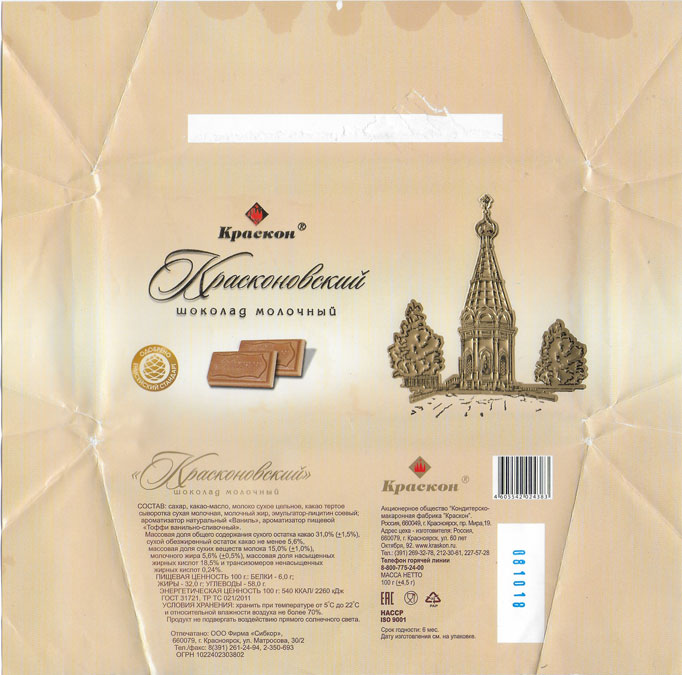 Краскон®
Красконовский
шоколад молочный
ОДОБРЕНО
СТАНДАРТ
«Красконовский»
шоколад молочный
СОСТАВ: сахар, какао-масло, молоко сухое цельное, какао тертое
сыворотка сухая молочная, молочный жир, эмульгатор-лицитин соевый;
ароматизатор натуральный «Ваниль», ароматизатор пищевой
«Тоффи ванильно-сливочный».
Массовая доля общего содержания сухого остатка какао 31,0% (±1,5%),
сухой обезжиренный остаток какао не менее 5,6%,
массовая доля сухих веществ молока 15,0% (±1,0%),
молочного жира 5,6% (±0,5%), массовая доля насыщенных
жирных кислот 18,5% и трансизомеров ненасыщенных
жирных кислот 0,24%.
ПИЩЕВАЯ ЦЕННОСТЬ 100 г.: БЕЛКИ - 6,0 г;
ЖИРЫ - 32,0 г: УГЛЕВОДЫ - 58,0 г.
ЭНЕРГЕТИЧЕСКАЯ ЦЕННОСТЬ 100 г: 540 ККАЛ/ 2260 кДж
ГОСТ 31721, ТР ТС 021/2011
УСЛОВИЯ ХРАНЕНИЯ: хранить при температуре от 5°С до 22°С
и относительной влажности воздуха не более 70%.
Продукт не подвергать воздействию прямого солнечного света.
Отпечатано: ООО Фирма «Сибкор»,
660079, г. Красноярск, ул. Матросова, 30/2
Тел./факс: 8(391) 261-24-94, 2-350-693
ОГРН 1022402303802
Краскон®
4605542024383
Акционерное общество "Кондитерско-
макаронная фабрика "Краскон".
Россия, 660049, г. Красноярск, пр. Мира,19.
Адрес цеха - изготовителя: Россия,
660079, г. Красноярск, ул. 60 лет
Октября, 92. www.kraskon.ru.
Тел.: (391) 269-32-78, 212-30-61, 227-57-28
Телефон горячей линии
8-800-775-24-00
МАССА НЕТТО
100 г (±4,5 г)
ЕАС
PAP
НАССР
ISO 9001
Срок годности: 6 мес.
Дату изготовления см. на упаковке.
081018